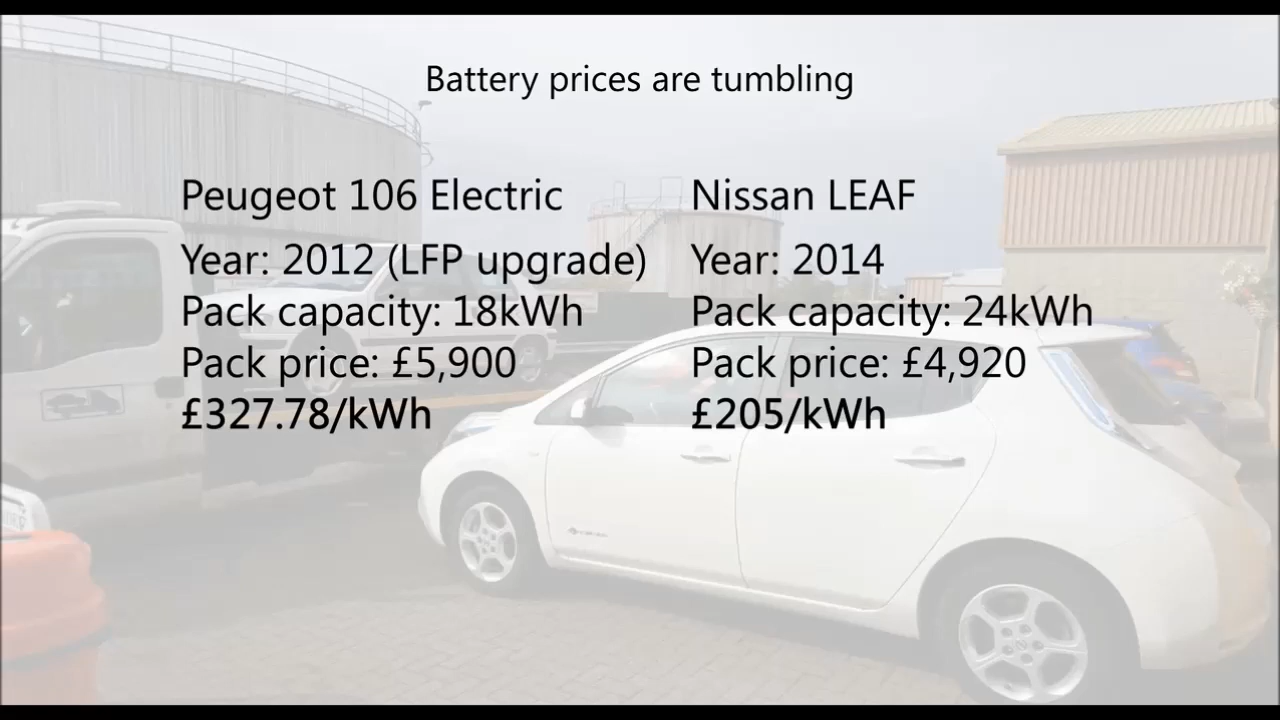 Battery prices are tumbling
Peugeot 106 Electric
Year: 2012 (LFP upgrade)
Pack capacity: 18kWh
Pack price: £5,900
£327.78/kWh
Nissan LEAF
Year: 2014
Pack capacity: 24kWh
Pack price: £4,920
£205/kWh